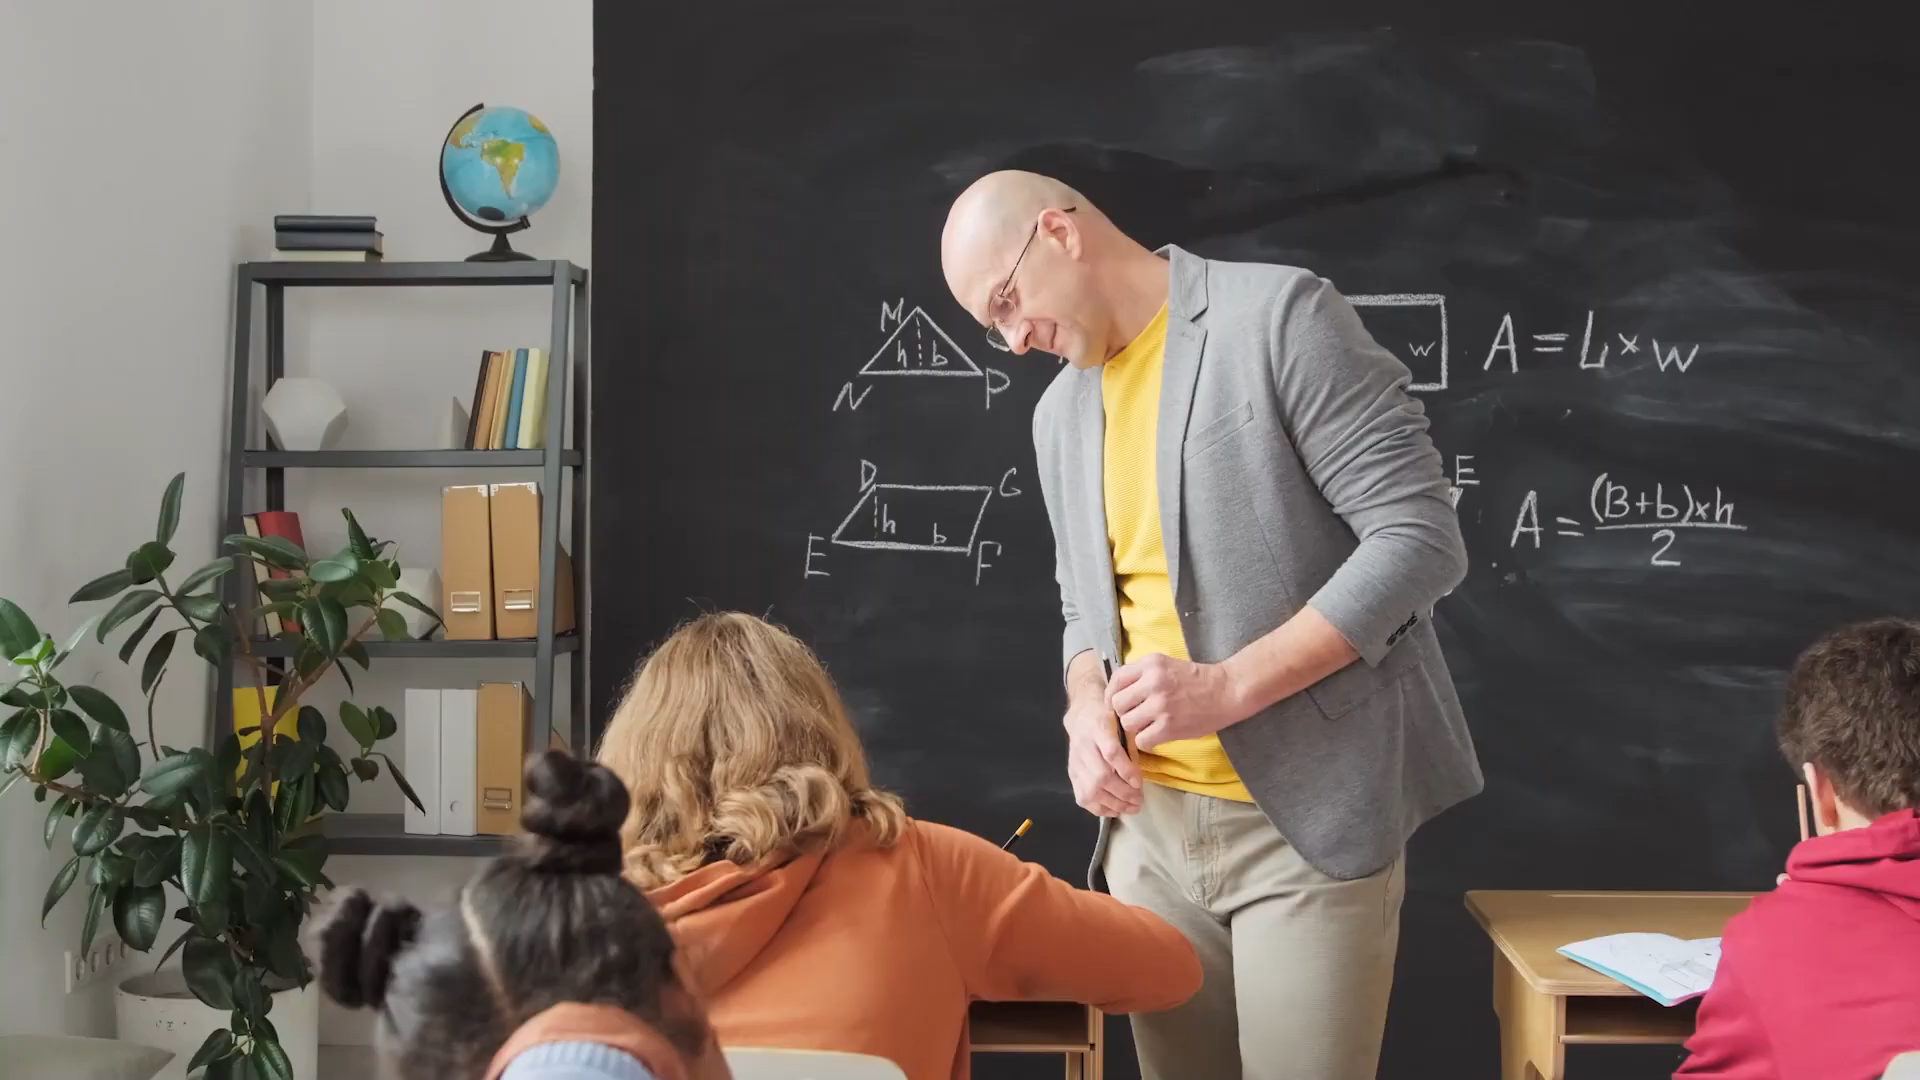 M
h b
N P
w
A = L × w
D G
h b
E F
E
A = (B+b)×h
2